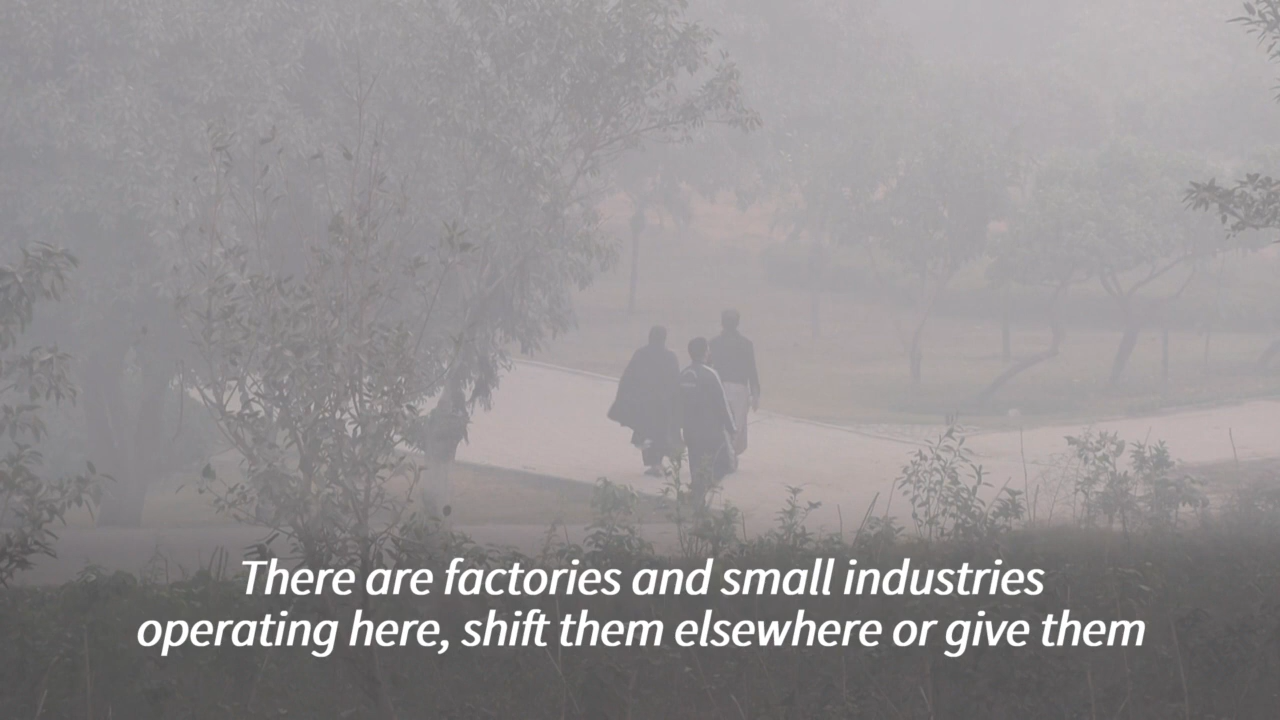 There are factories and small industries
operating here, shift them elsewhere or give them